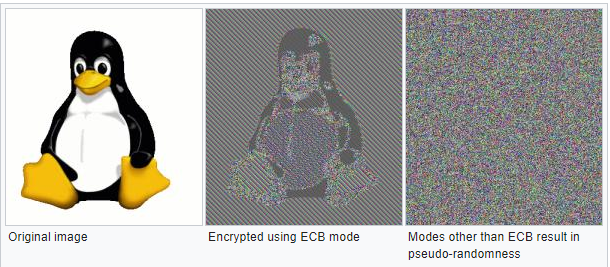 Original image
Encrypted using ECB mode
Modes other than ECB result in
pseudo-randomness